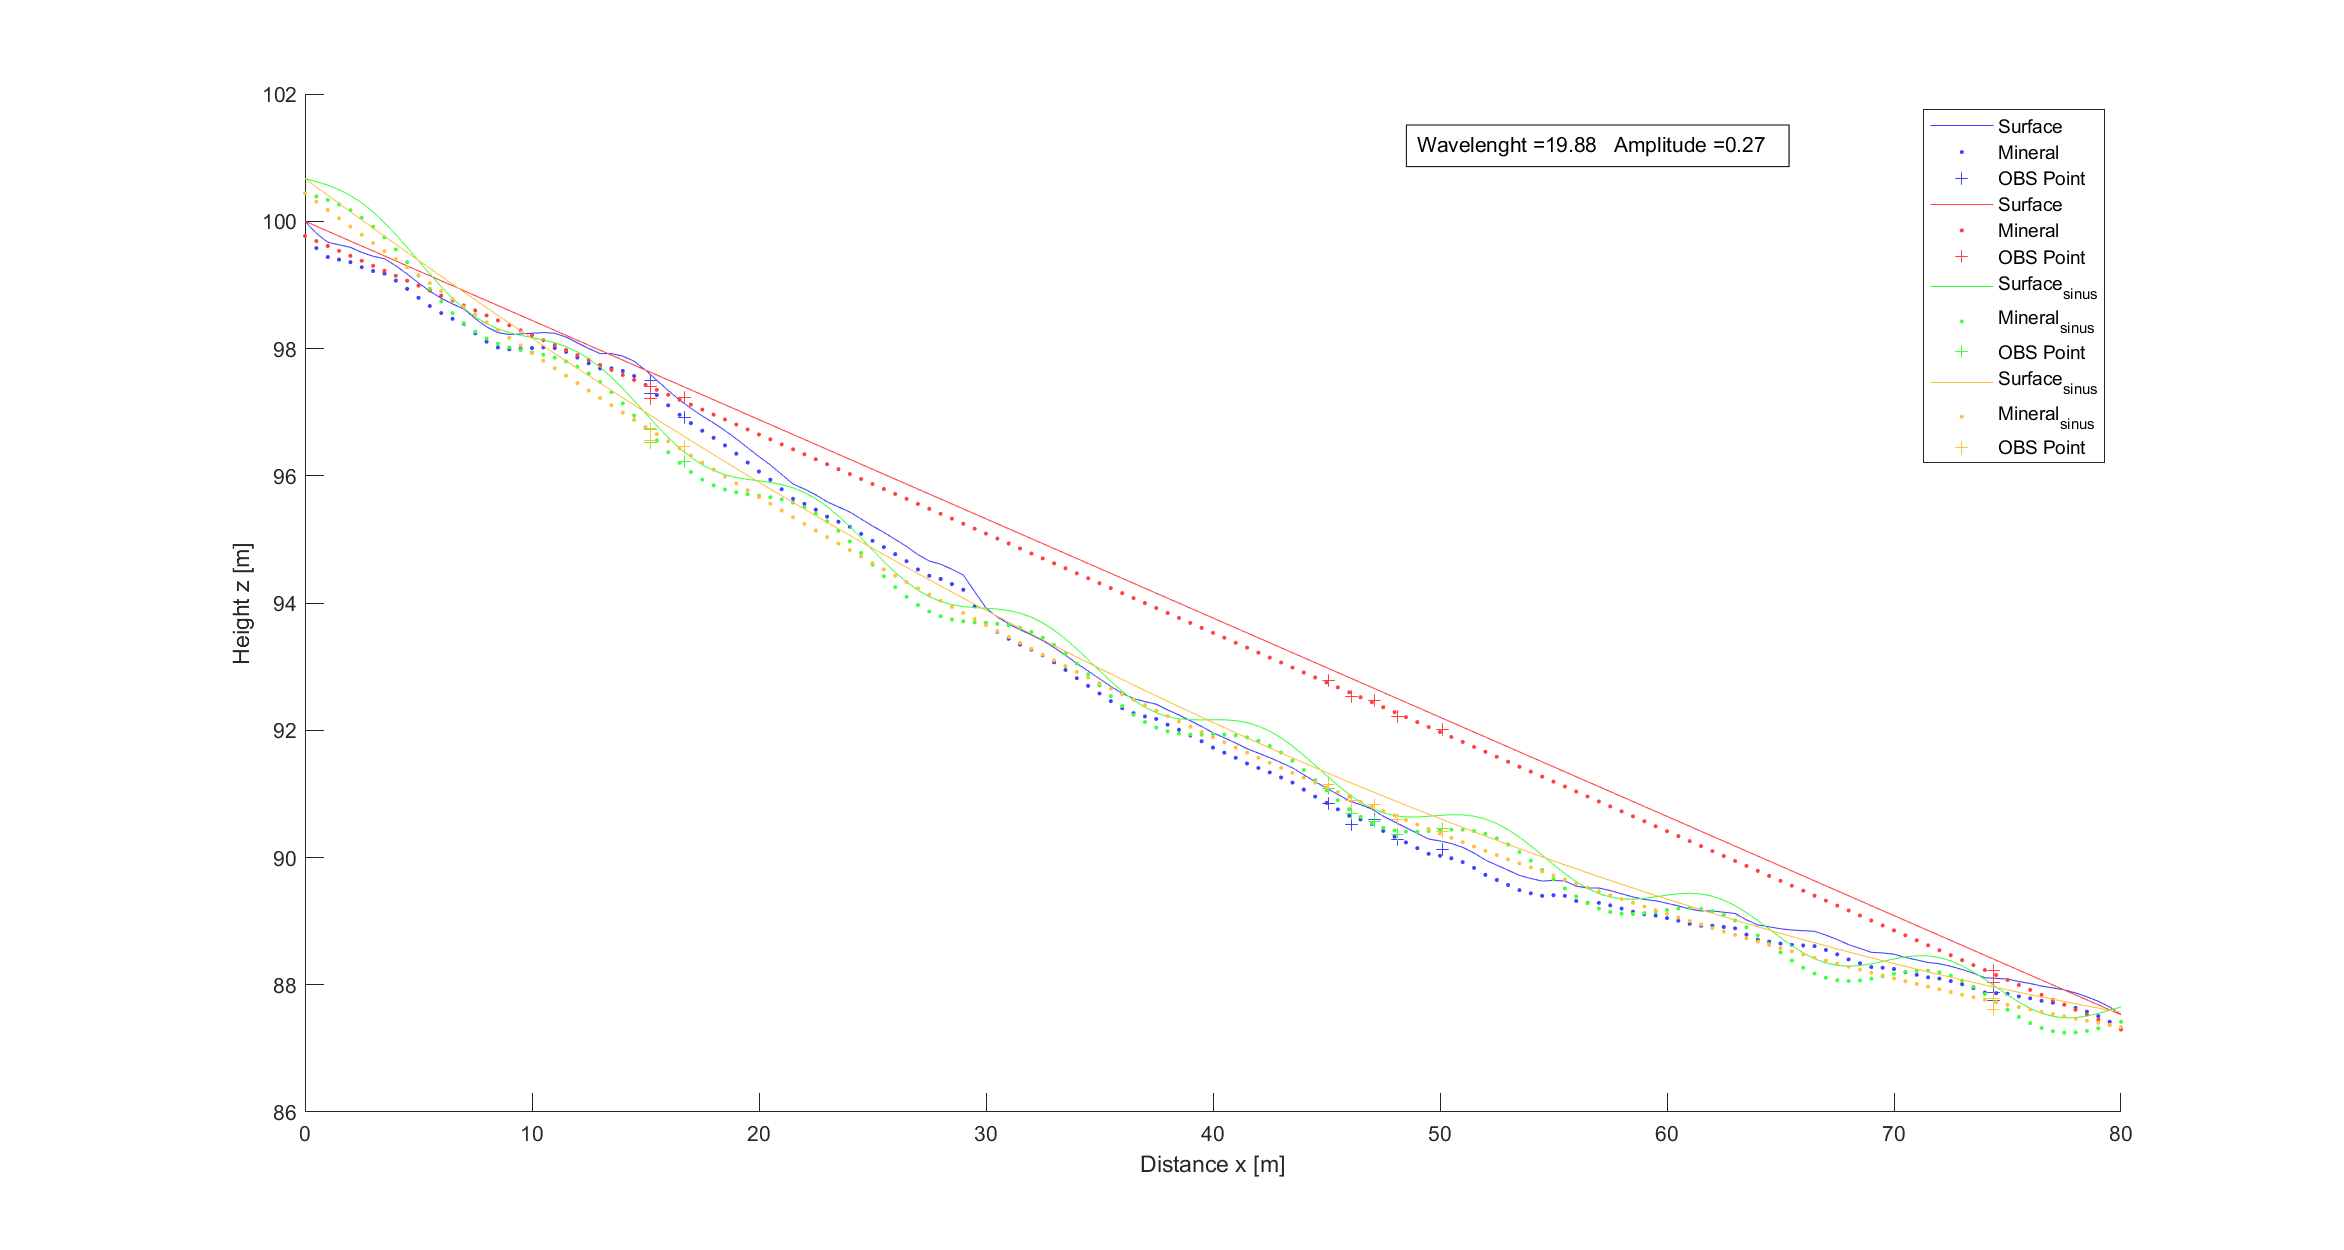 102
100
98
96
94
92
90
88
86
Height z [m]
0 10 20 30 40 50 60 70 80
Distance x [m]
Wavelenght =19.88 Amplitude =0.27
Surface
Mineral
OBS Point
Surface
Mineral
OBS Point
Surface sinus
Mineral sinus
OBS Point
Surface sinus
Mineral sinus
OBS Point